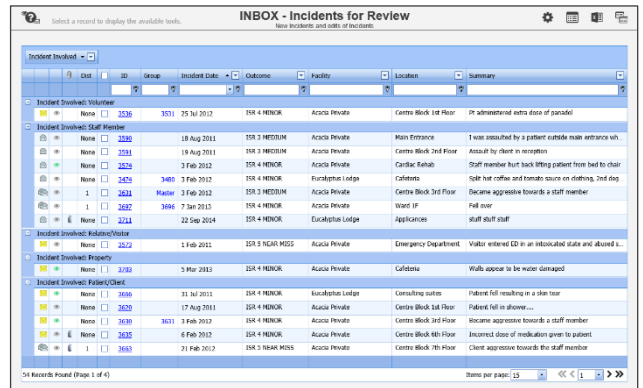 Select a record to display the available tools.
INBOX - Incidents for Review
New Incidents and edits of Incidents
Incident Involved
Dist ID Group Incident Date Outcome Facility Location Summary
Incident Involved: Volunteer
None 3536 3531 25 Jul 2012 ISR 4 MINOR Acacia Private Centre Block 1st Floor Pt administered extra dose of panadol
Incident Involved: Staff Member
None 3590 18 Aug 2011 ISR 3 MEDIUM Acacia Private Main Entrance I was assaulted by a patient outside main entrance wh...
None 3591 19 Aug 2011 ISR 3 MEDIUM Acacia Private Centre Block 2nd Floor Assault by client in reception
None 3574 3 Feb 2012 ISR 4 MINOR Acacia Private Cardiac Rehab Staff member hurt back lifting patient from bed to chair
None 3474 3480 3 Feb 2012 ISR 4 MINOR Eucalyptus Lodge Cafeteria Spilt hot coffee and tomato sauce on clothing, 2nd deg...
1 3631 Master 3 Feb 2012 ISR 3 MEDIUM Acacia Private Centre Block 3rd Floor Became aggressive towards a staff member
1 3697 3696 7 Jan 2013 ISR 4 MINOR Acacia Private Ward 1F Fell over
None 3711 22 Sep 2014 ISR 4 MINOR Eucalyptus Lodge Applicances stuff stuff stuff
Incident Involved: Relative/Visitor
None 3573 1 Feb 2011 ISR 5 NEAR MISS Acacia Private Emergency Department Visitor entered ED in an intoxicated state and abused s...
Incident Involved: Property
None 3703 5 Mar 2013 ISR 4 MINOR Acacia Private Cafeteria Walls appear to be water damaged
Incident Involved: Patient/Client
None 3666 31 Jul 2011 ISR 4 MINOR Eucalyptus Lodge Consulting suites Patient fell resulting in a skin tear
None 3620 17 Aug 2011 ISR 4 MINOR Acacia Private Centre Block 1st Floor Patient fell in shower....
None 3630 3631 3 Feb 2012 ISR 4 MINOR Acacia Private Centre Block 3rd Floor Became aggressive towards a staff member
None 3635 6 Feb 2012 ISR 4 MINOR Acacia Private Centre Block 7th Floor Incorrect dose of medication given to patient
1 3663 21 Feb 2012 ISR 5 NEAR MISS Acacia Private Centre Block 6th Floor Client aggressive towards the staff member
54 Records Found (Page 1 of 4) Items per page: 15 1